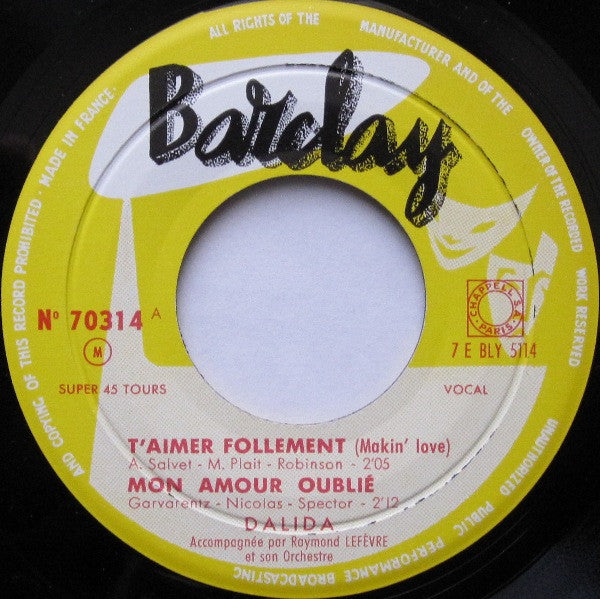 ALL RIGHTS OF THE MANUFACTURER AND OF THE OWNER OF THE RECORDED WORK RESERVED
UNAUTHORIZED PUBLIC PERFORMANCE BROADCASTING AND COPYING OF THIS RECORD PROHIBITED · MADE IN FRANCE ·
Barclay
N° 70314 A
M
CHAPPELL S.A.
PARIS
7 E BLY 5114
SUPER 45 TOURS
VOCAL
T'AIMER FOLLEMENT (Makin' love)
A. Salvet - M. Plait - Robinson - 2'05
MON AMOUR OUBLIÉ
Garvarentz - Nicolas - Spector - 2'12
DALIDA
Accompagnée par Raymond LEFÈVRE
et son Orchestre